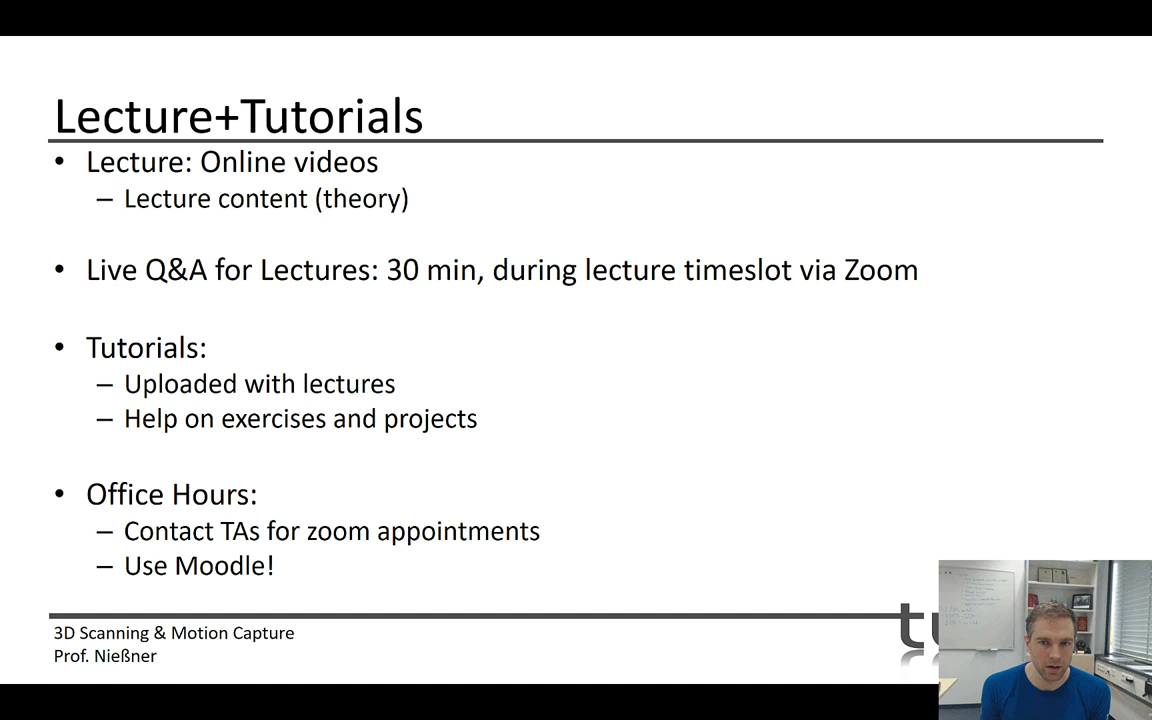 Lecture+Tutorials
• Lecture: Online videos
– Lecture content (theory)
• Live Q&A for Lectures: 30 min, during lecture timeslot via Zoom
• Tutorials:
– Uploaded with lectures
– Help on exercises and projects
• Office Hours:
– Contact TAs for zoom appointments
– Use Moodle!
3D Scanning & Motion Capture
Prof. Nießner